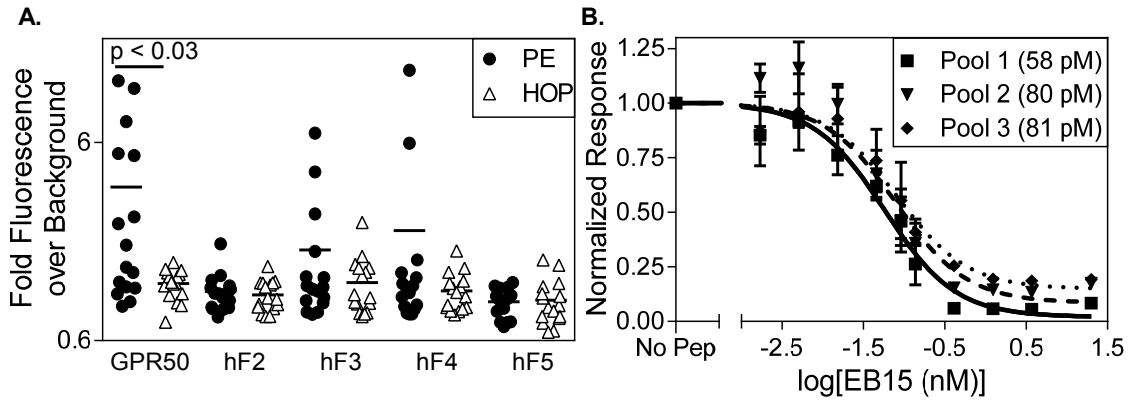 A.
p < 0.03
PE
HOP
Fold Fluorescence
over Background
6
0.6
GPR50
hF2
hF3
hF4
hF5
B.
Normalized Response
1.25
1.00
0.75
0.50
0.25
0.00
Pool 1 (58 pM)
Pool 2 (80 pM)
Pool 3 (81 pM)
No Pep
-2.5
-1.5
-0.5
0.5
1.5
log[EB15 (nM)]